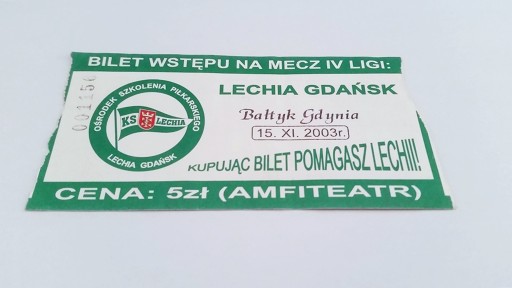 BILET WSTĘPU NA MECZ IV LIGI:
001156
OŚRODEK SZKOLENIA PIŁKARSKIEGO
KS LECHIA
LECHIA GDAŃSK
LECHIA GDAŃSK
Bałtyk Gdynia
15. XI. 2003r.
KUPUJĄC BILET POMAGASZ LECHII!
CENA: 5zł (AMFITEATR)